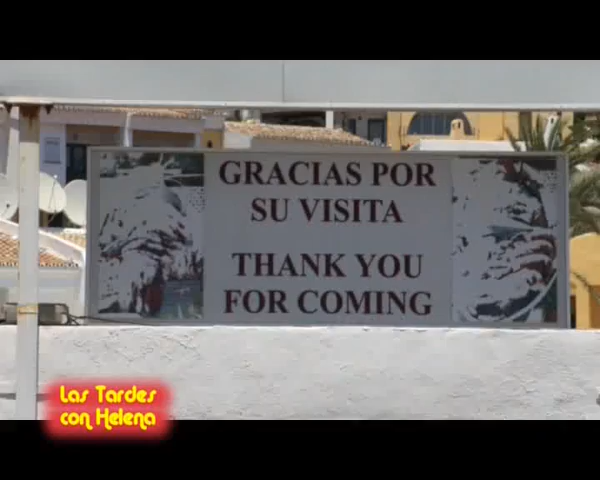 GRACIAS POR
SU VISITA
THANK YOU
FOR COMING
Las Tardes
con Helena